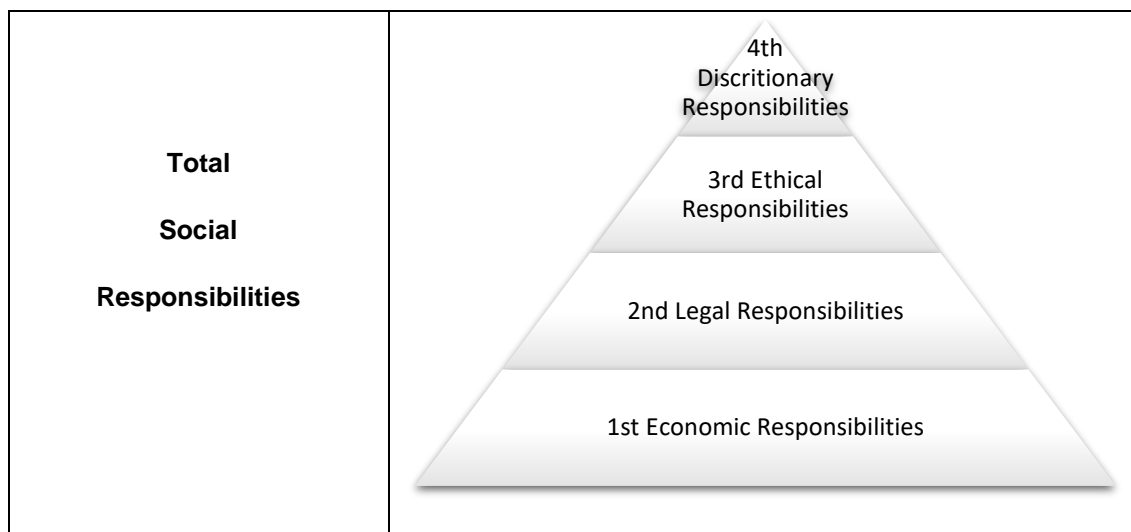 Total
Social
Responsibilities
4th
Discritionary
Responsibilities
3rd Ethical
Responsibilities
2nd Legal Responsibilities
1st Economic Responsibilities